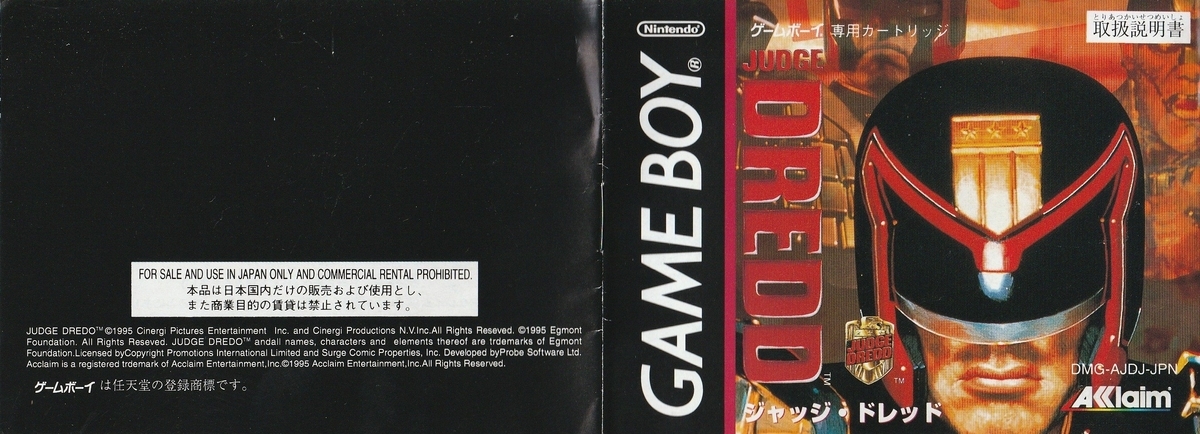 FOR SALE AND USE IN JAPAN ONLY AND COMMERCIAL RENTAL PROHIBITED.
本品は日本国内だけの販売および使用とし、
また商業目的の賃貸は禁止されています。
JUDGE DREDO™©1995 Cinergi Pictures Entertainment Inc. and Cinergi Productions N.V.Inc.All Rights Reseved. ©1995 Egmont
Foundation. All Rights Reseved. JUDGE DREDO™ andall names, characters and elements thereof are trdemarks of Egmont
Foundation.Licensed byCopyright Promotions International Limited and Surge Comic Properties, Inc. Developed byProbe Software Ltd.
Acclaim is a registered trdemark of Acclaim Entertainment,Inc.©1995 Acclaim Entertainment,Inc.All Rights Reserved.
ゲームボーイ は任天堂の登録商標です。
Nintendo®
GAME BOY®
ゲームボーイ 専用カートリッジ
とりあつかいせつめいしょ
取扱説明書
JUDGE
DREDD™
JUDGE
DREDD
TM
ジャッジ・ドレッド
DMG-AJDJ-JPN
AKlaim